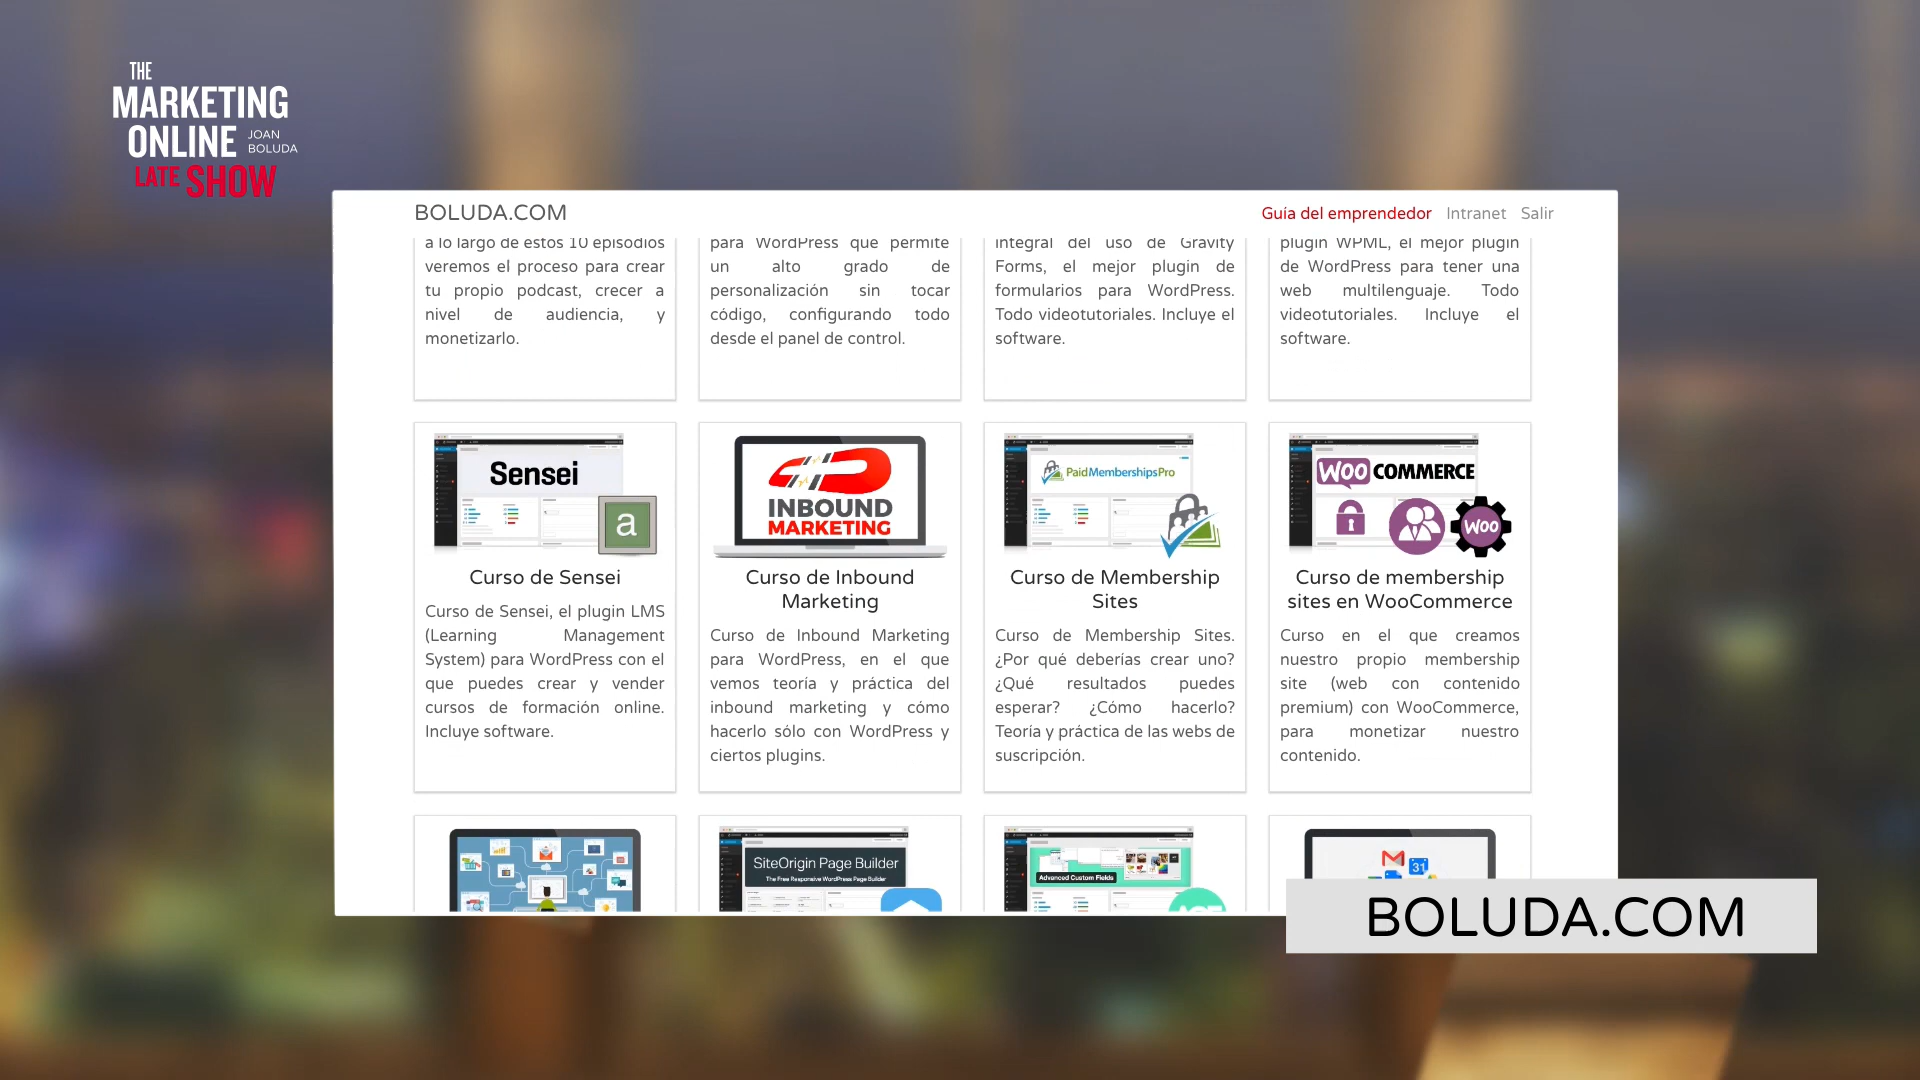 THE
MARKETING
ONLINE JOAN
BOLUDA
LATE SHOW
BOLUDA.COM
Guía del emprendedor Intranet Salir
a lo largo de estos 10 episodios
veremos el proceso para crear
tu propio podcast, crecer a
nivel de audiencia, y
monetizarlo.
para WordPress que permite
un alto grado de
personalización sin tocar
código, configurando todo
desde el panel de control.
integral del uso de Gravity
Forms, el mejor plugin de
formularios para WordPress.
Todo videotutoriales. Incluye el
software.
plugin WPML, el mejor plugin
de WordPress para tener una
web multilenguaje. Todo
videotutoriales. Incluye el
software.
Sensei
a
Curso de Sensei
Curso de Sensei, el plugin LMS
(Learning Management
System) para WordPress con el
que puedes crear y vender
cursos de formación online.
Incluye software.
INBOUND
MARKETING
Curso de Inbound
Marketing
Curso de Inbound Marketing
para WordPress, en el que
vemos teoría y práctica del
inbound marketing y cómo
hacerlo sólo con WordPress y
ciertos plugins.
PaidMembershipsPro
Curso de Membership
Sites
Curso de Membership Sites.
¿Por qué deberías crear uno?
¿Qué resultados puedes
esperar? ¿Cómo hacerlo?
Teoría y práctica de las webs de
suscripción.
WOO COMMERCE
WOO
Curso de membership
sites en WooCommerce
Curso en el que creamos
nuestro propio membership
site (web con contenido
premium) con WooCommerce,
para monetizar nuestro
contenido.
SiteOrigin Page Builder
The Free Responsive WordPress Page Builder
Advanced Custom Fields
31
BOLUDA.COM